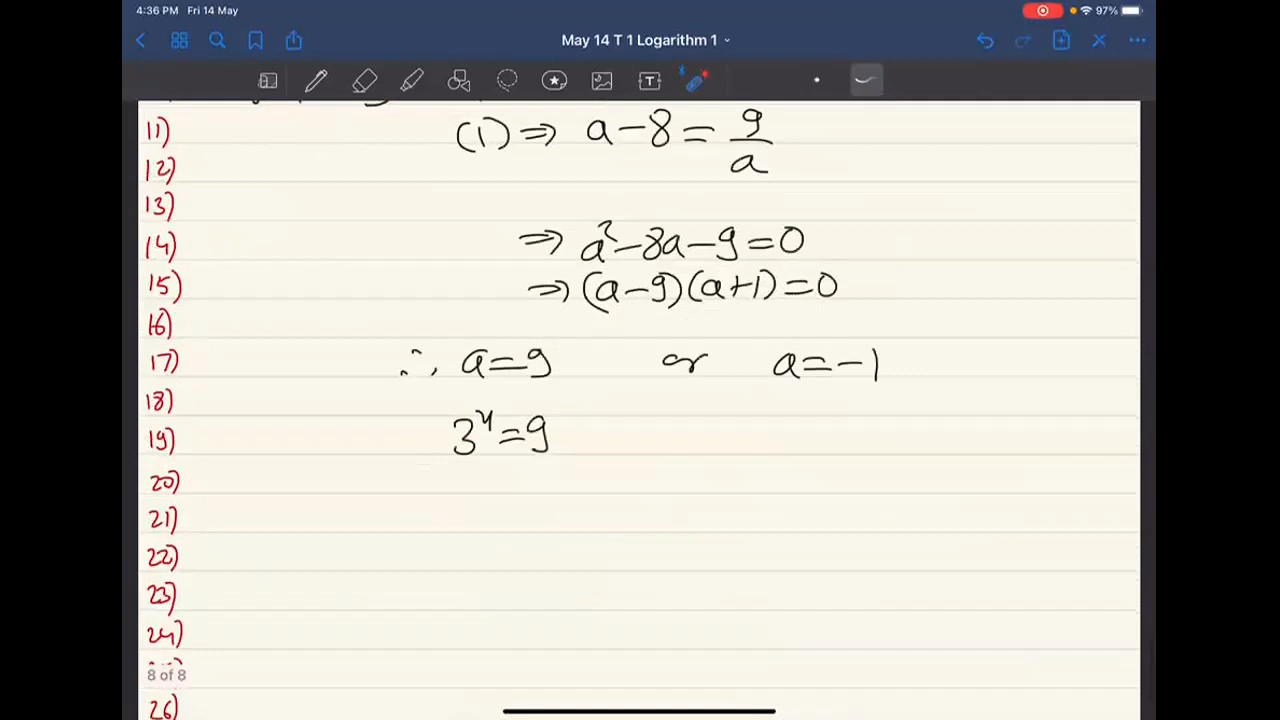 4:36 PM Fri 14 May
97%
May 14 T 1 Logarithm 1
11) (1) ⇒ a − 8 = 9/a
12)
13)
14) ⇒ a² − 8a − 9 = 0
15) ⇒ (a − 9)(a + 1) = 0
16)
17) ∴ a = 9 or a = −1
18)
19) 3^x = 9
20)
21)
22)
23)
24)
8 of 8
26)